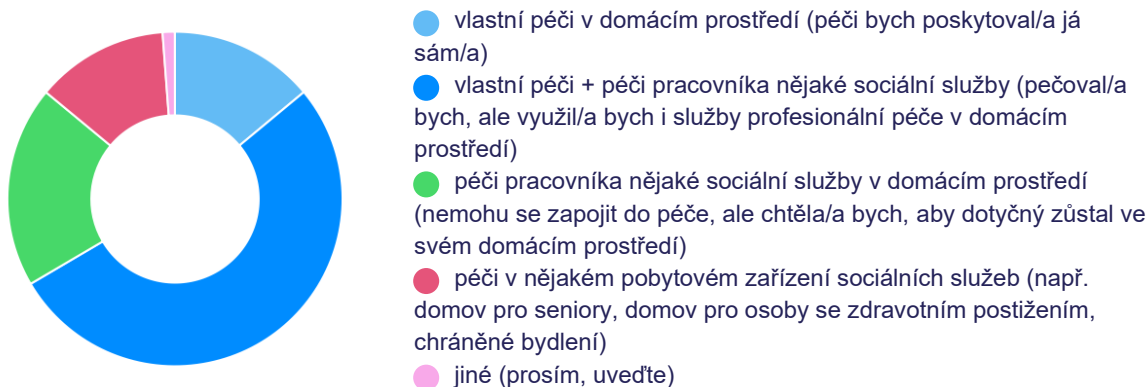 vlastní péči v domácím prostředí (péči bych poskytoval/a já
sám/a)
vlastní péči + péči pracovníka nějaké sociální služby (pečoval/a
bych, ale využil/a bych i služby profesionální péče v domácím
prostředí)
péči pracovníka nějaké sociální služby v domácím prostředí
(nemohu se zapojit do péče, ale chtěla/a bych, aby dotyčný zůstal ve
svém domácím prostředí)
péči v nějakém pobytovém zařízení sociálních služeb (např.
domov pro seniory, domov pro osoby se zdravotním postižením,
chráněné bydlení)
jiné (prosím, uveďte)